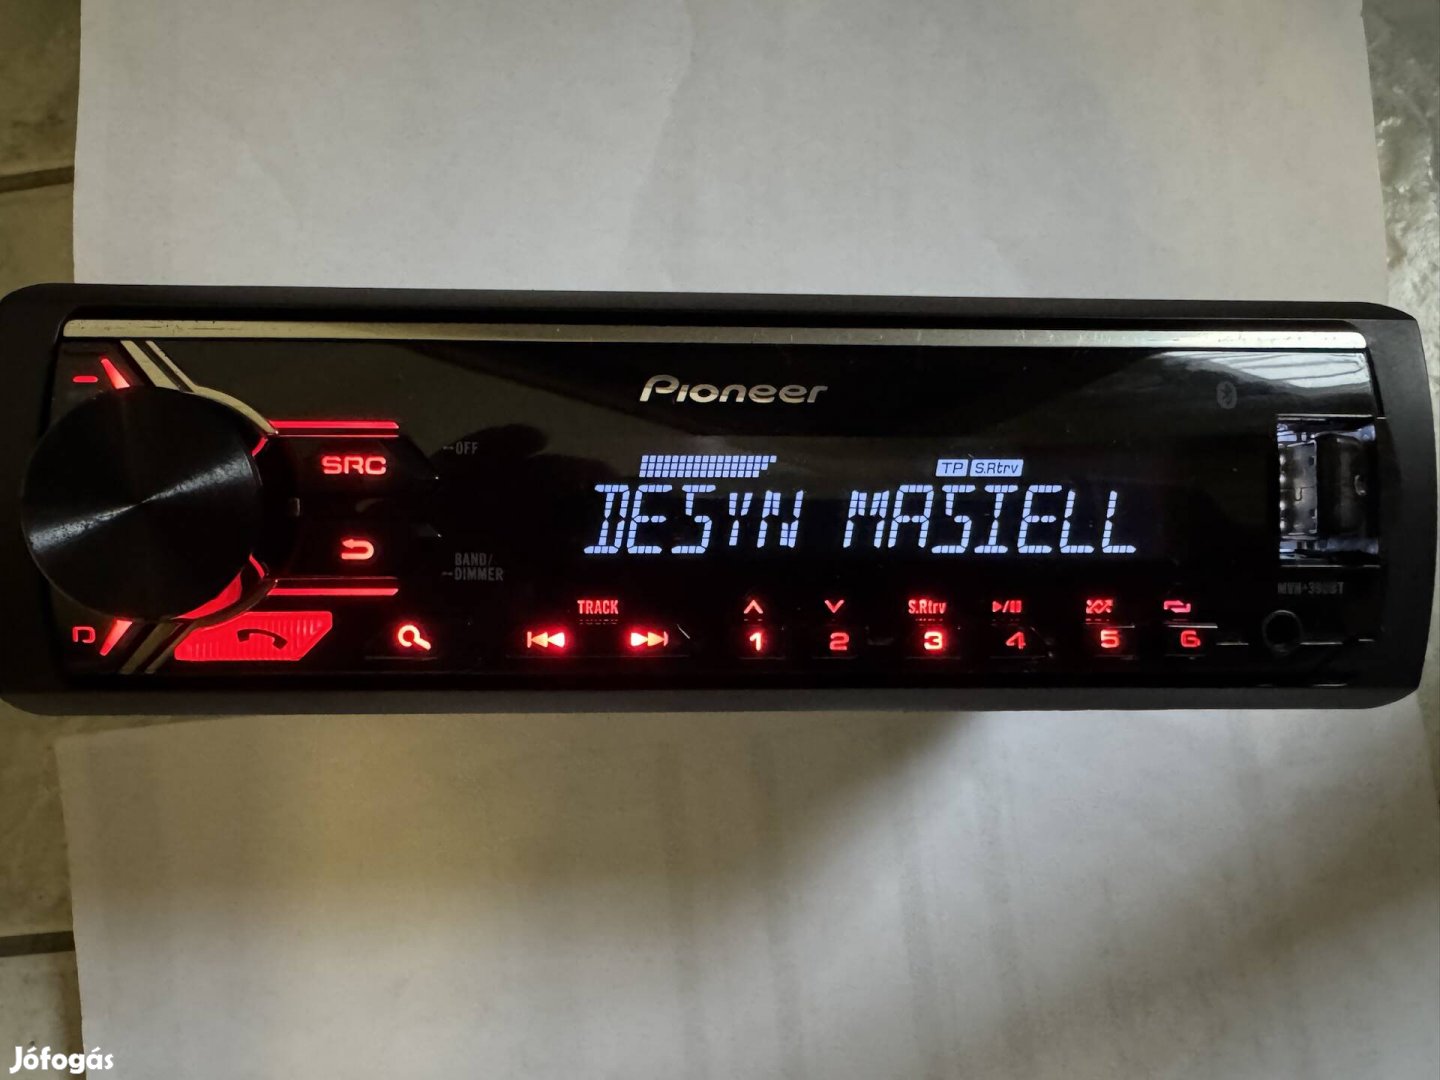 Pioneer
SRC
OFF
TP S.Rtrv
DESYN MASIELL
BAND/
DIMMER
TRACK
S.Rtrv
1 2 3 4 5 6
Jófogás